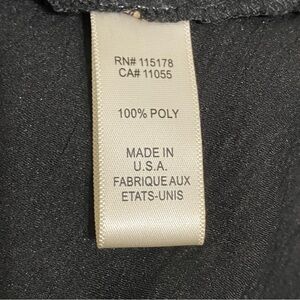 RN# 115178
CA# 11055
100% POLY
MADE IN
U.S.A.
FABRIQUE AUX
ETATS-UNIS